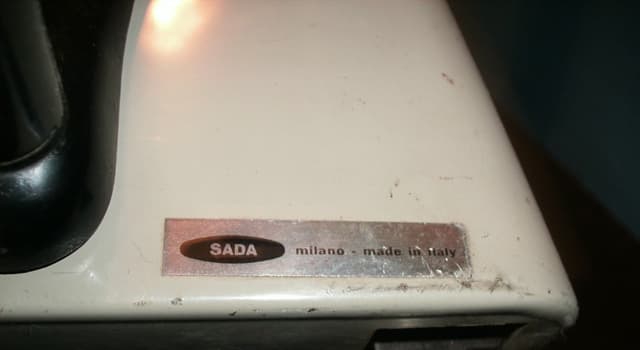 SADA milano - made in italy